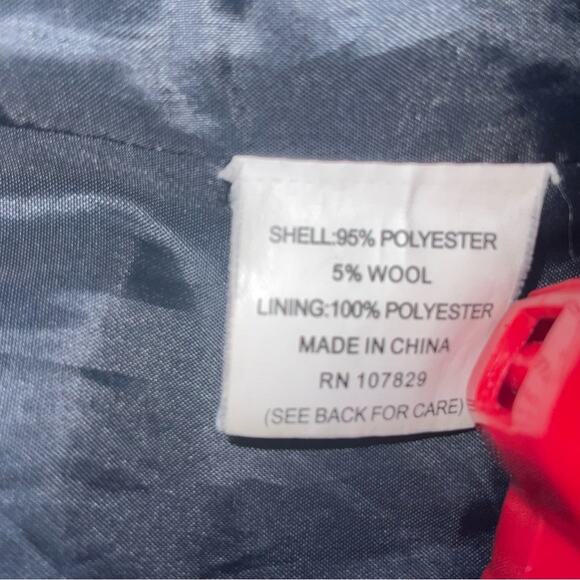 SHELL:95% POLYESTER
5% WOOL
LINING:100% POLYESTER
MADE IN CHINA
RN 107829
(SEE BACK FOR CARE)